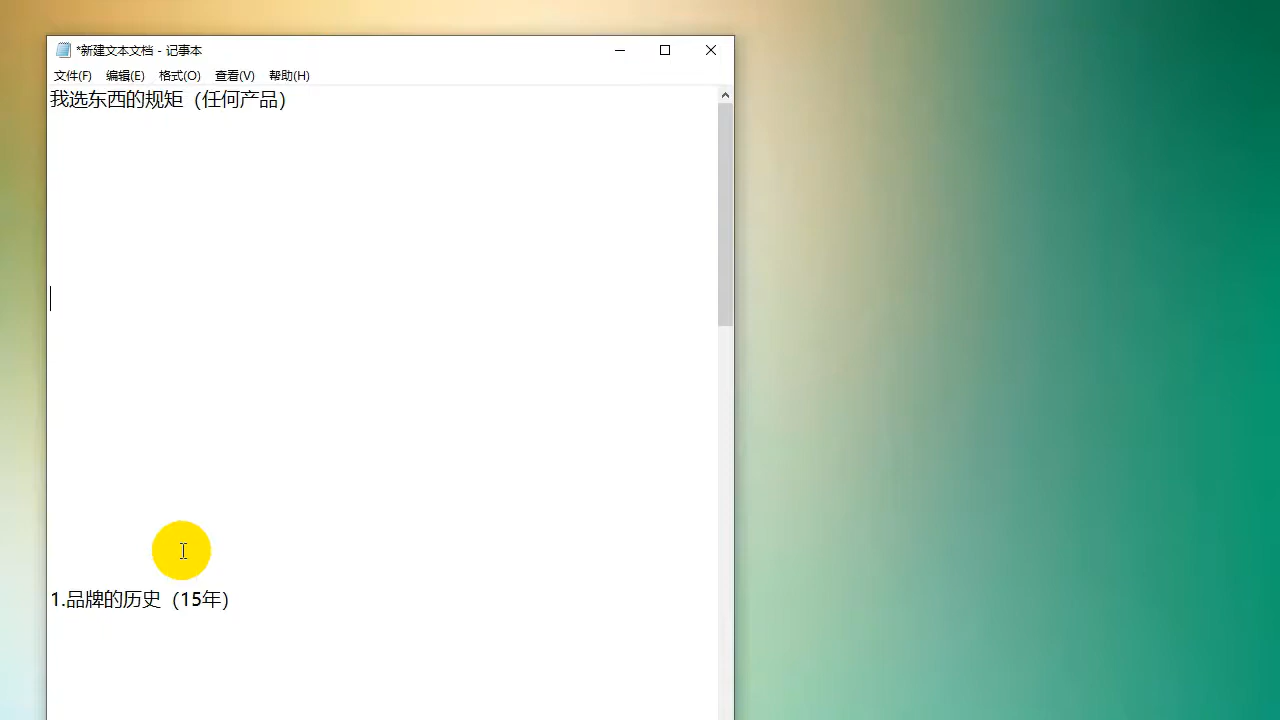 *新建文本文档 - 记事本
文件(F) 编辑(E) 格式(O) 查看(V) 帮助(H)
我选东西的规矩（任何产品）
1.品牌的历史（15年）